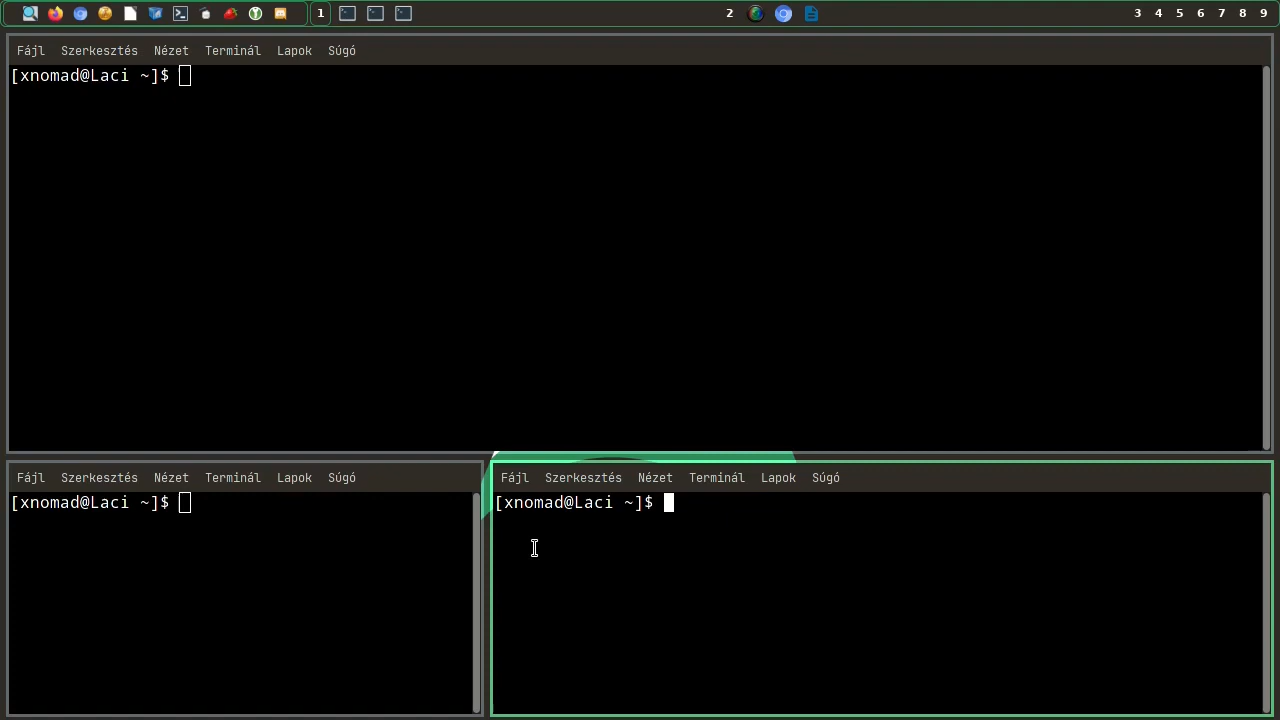 1 2 3 4 5 6 7 8 9
Fájl Szerkesztés Nézet Terminál Lapok Súgó
[xnomad@Laci ~]$
Fájl Szerkesztés Nézet Terminál Lapok Súgó
[xnomad@Laci ~]$
Fájl Szerkesztés Nézet Terminál Lapok Súgó
[xnomad@Laci ~]$